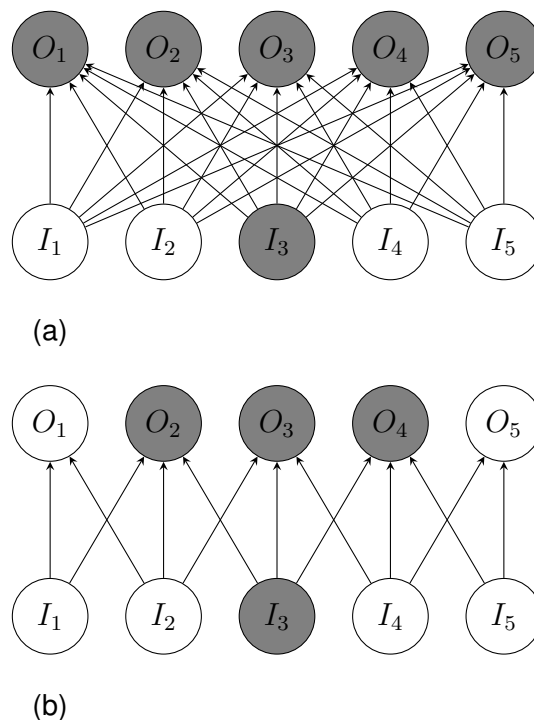 O₁ O₂ O₃ O₄ O₅
I₁ I₂ I₃ I₄ I₅
(a)
O₁ O₂ O₃ O₄ O₅
I₁ I₂ I₃ I₄ I₅
(b)